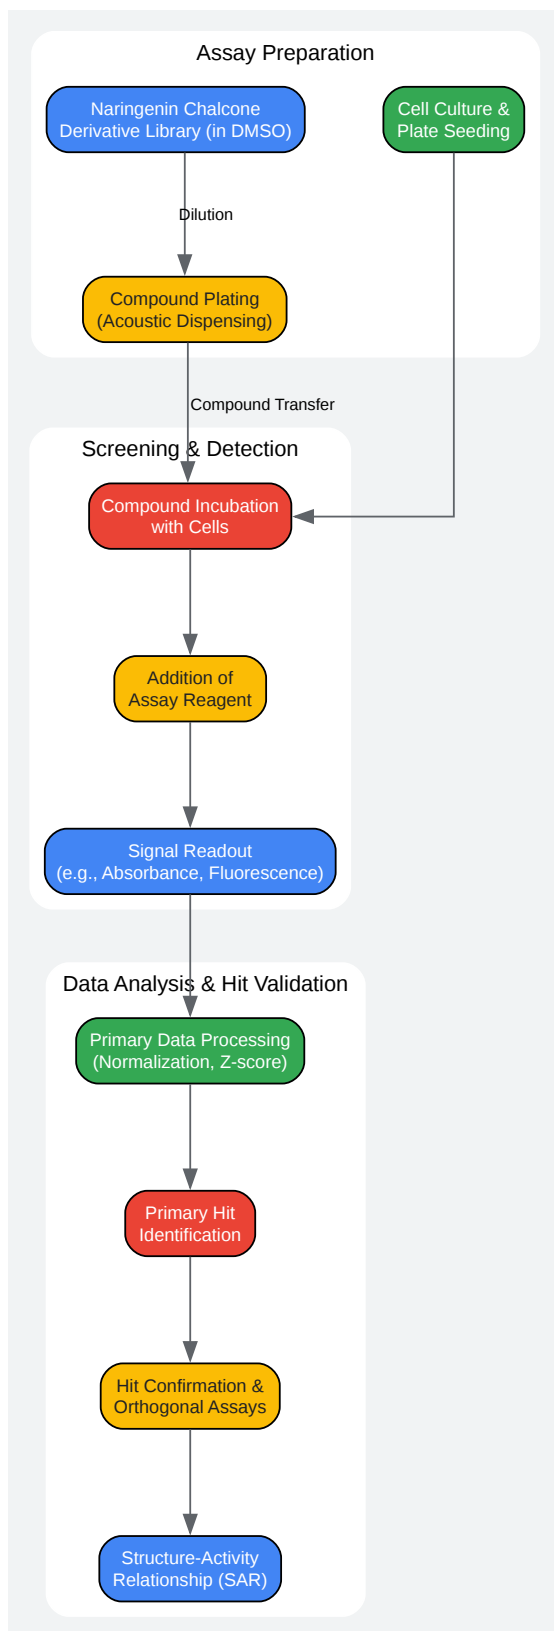 Assay Preparation
Naringenin Chalcone
Derivative Library (in DMSO)
Cell Culture &
Plate Seeding
Dilution
Compound Plating
(Acoustic Dispensing)
Compound Transfer
Screening & Detection
Compound Incubation
with Cells
Addition of
Assay Reagent
Signal Readout
(e.g., Absorbance, Fluorescence)
Data Analysis & Hit Validation
Primary Data Processing
(Normalization, Z-score)
Primary Hit
Identification
Hit Confirmation &
Orthogonal Assays
Structure-Activity
Relationship (SAR)